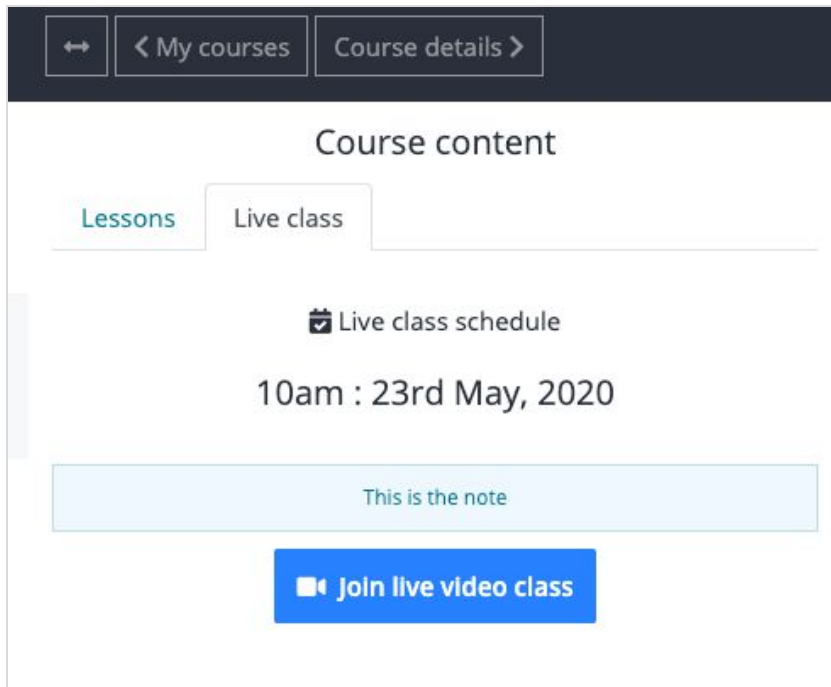 My courses Course details
Course content
Lessons Live class
Live class schedule
10am : 23rd May, 2020
This is the note
Join live video class